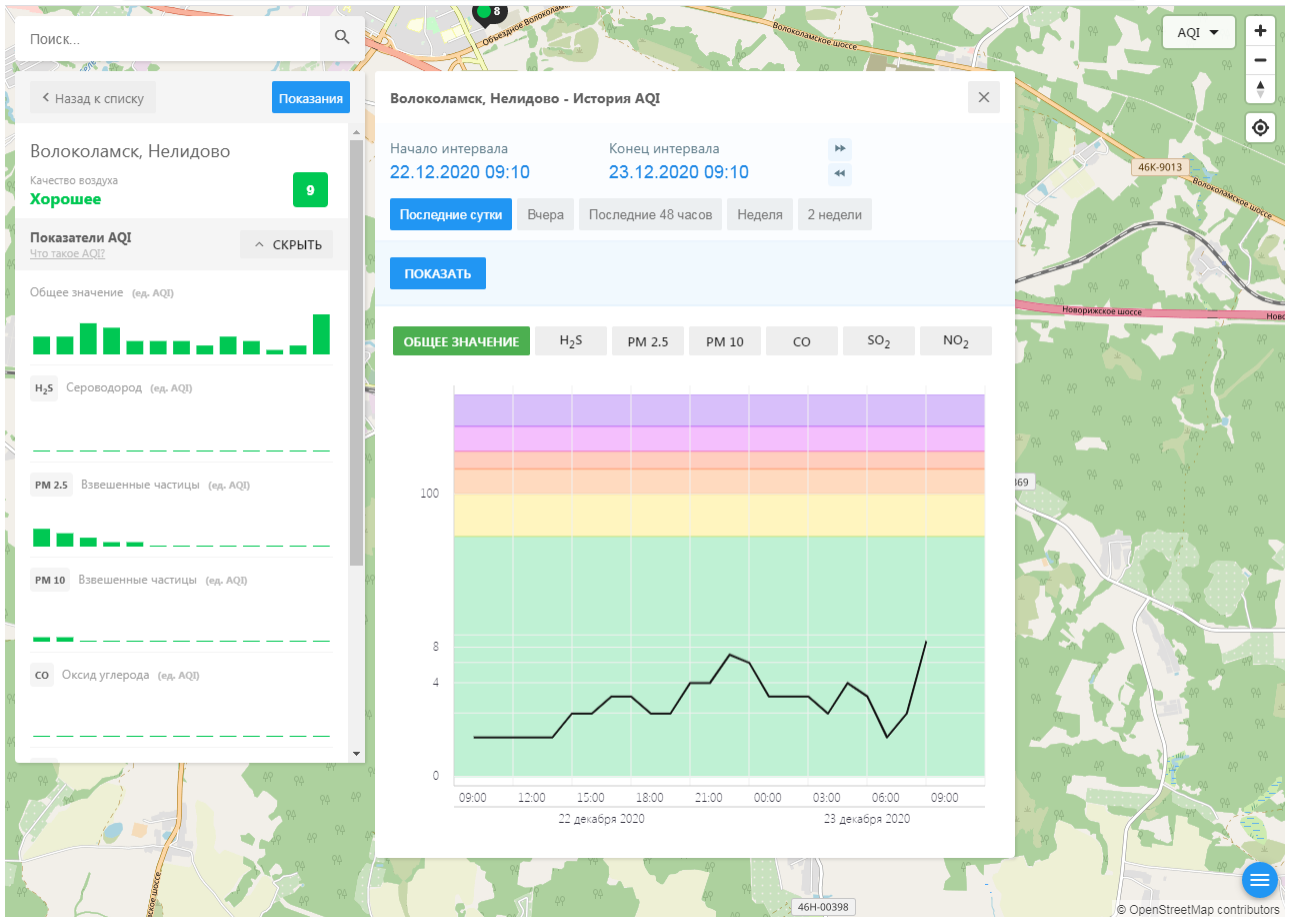 8
Объездное Волокола
Волоколамское шоссе
Поиск...
AQI
Назад к списку
Показания
Волоколамск, Нелидово - История AQI
Волоколамск, Нелидово
Качество воздуха
Хорошее
9
Начало интервала
Конец интервала
22.12.2020 09:10
23.12.2020 09:10
46К-9013
Волоколамское шоссе
Последние сутки
Вчера
Последние 48 часов
Неделя
2 недели
Показатели AQI
Что такое AQI?
СКРЫТЬ
ПОКАЗАТЬ
Общее значение (ед. AQI)
Новорижское шоссе
Ново
ОБЩЕЕ ЗНАЧЕНИЕ
H2S
PM 2.5
PM 10
CO
SO2
NO2
H2S Сероводород (ед. AQI)
PM 2.5 Взвешенные частицы (ед. AQI)
PM 10 Взвешенные частицы (ед. AQI)
CO Оксид углерода (ед. AQI)
100
8
4
0
469
09:00 12:00 15:00 18:00 21:00 00:00 03:00 06:00 09:00
22 декабря 2020
23 декабря 2020
46Н-00398
© OpenStreetMap contributors